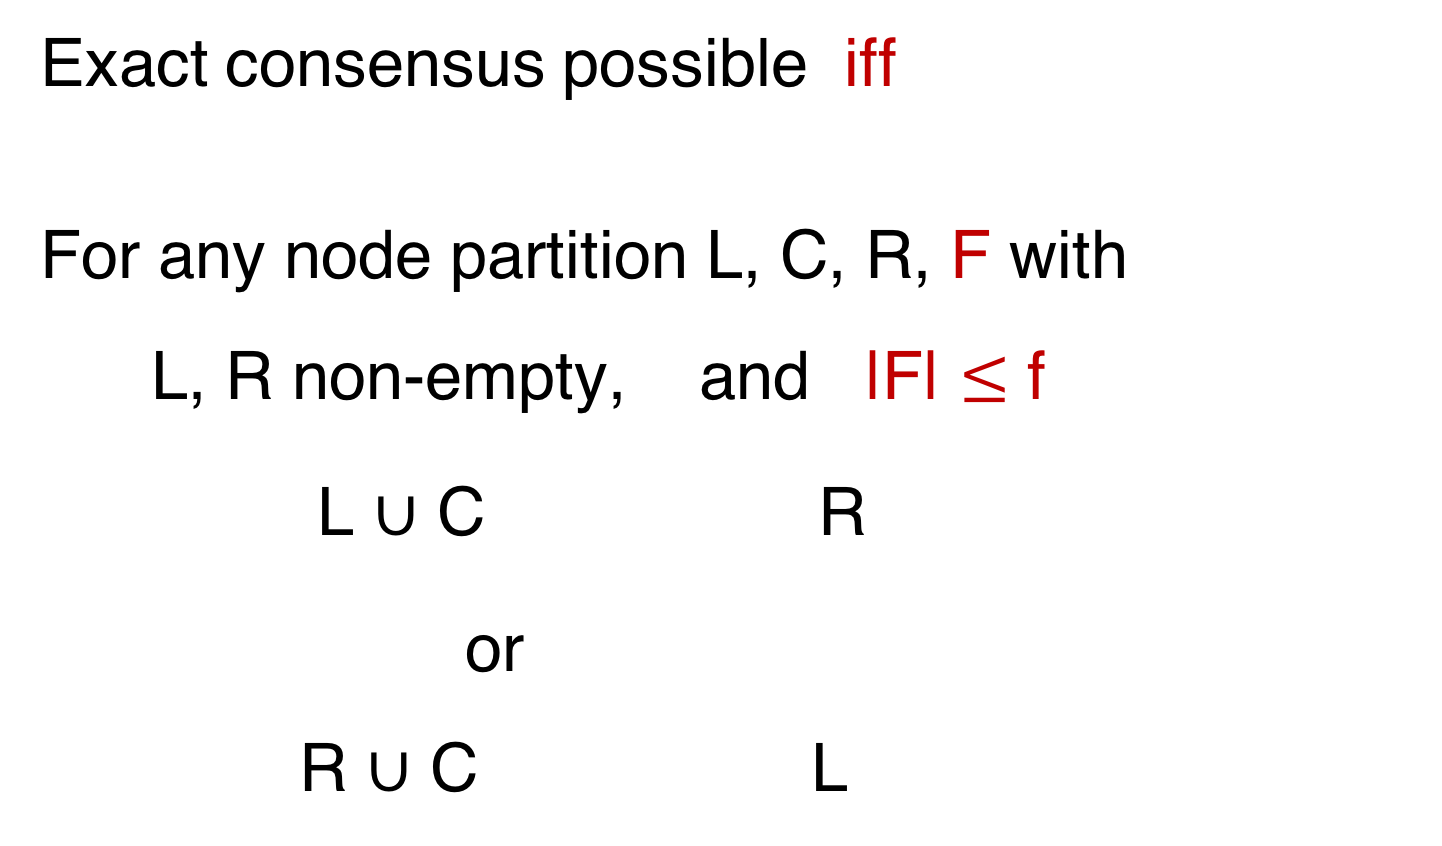 Exact consensus possible iff
For any node partition L, C, R, F with
L, R non-empty, and |F| ≤ f
L ∪ C R
or
R ∪ C L